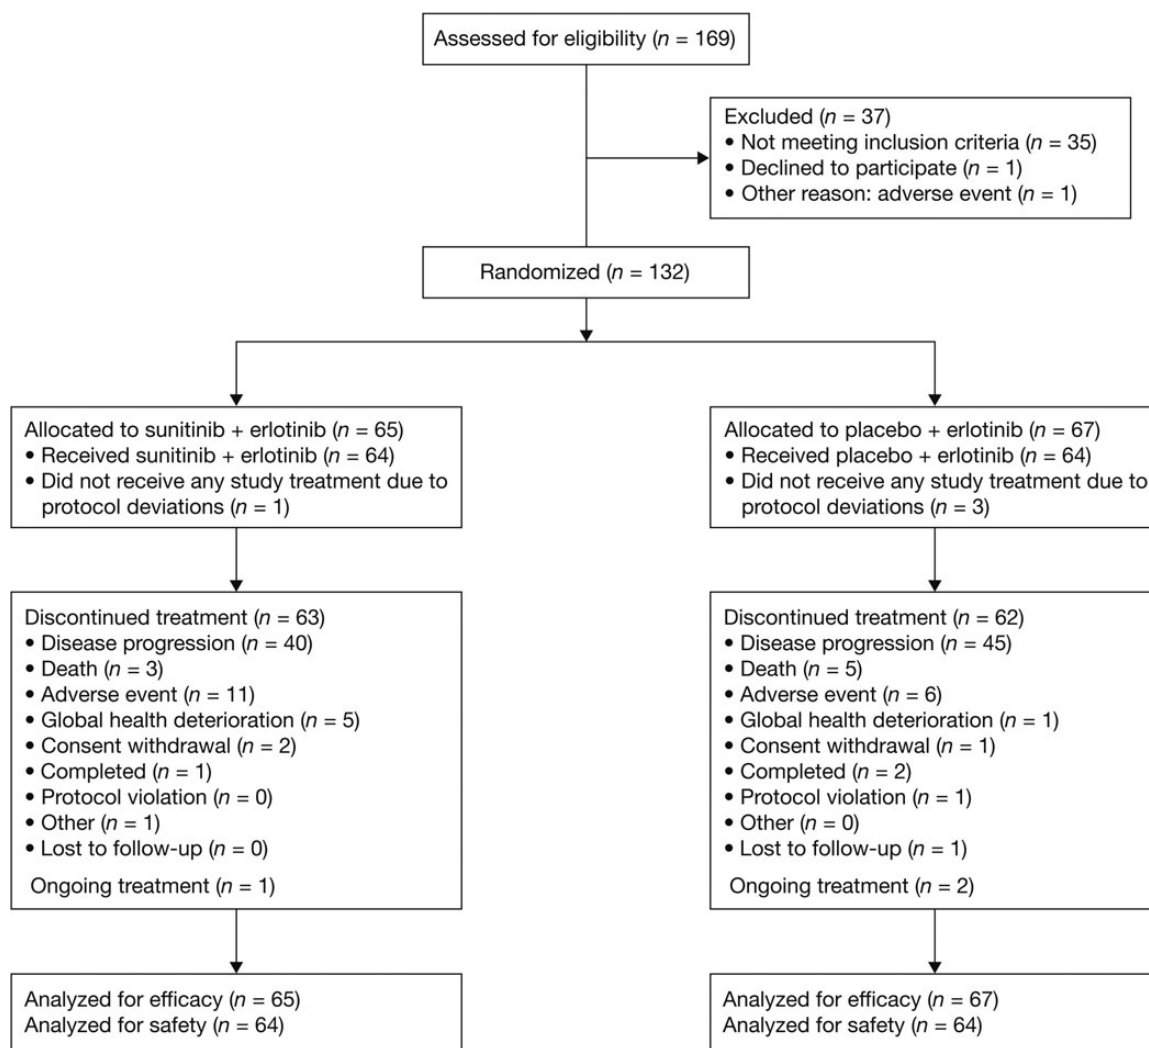 Assessed for eligibility (n = 169)
Excluded (n = 37)
• Not meeting inclusion criteria (n = 35)
• Declined to participate (n = 1)
• Other reason: adverse event (n = 1)
Randomized (n = 132)
Allocated to sunitinib + erlotinib (n = 65)
• Received sunitinib + erlotinib (n = 64)
• Did not receive any study treatment due to
protocol deviations (n = 1)
Allocated to placebo + erlotinib (n = 67)
• Received placebo + erlotinib (n = 64)
• Did not receive any study treatment due to
protocol deviations (n = 3)
Discontinued treatment (n = 63)
• Disease progression (n = 40)
• Death (n = 3)
• Adverse event (n = 11)
• Global health deterioration (n = 5)
• Consent withdrawal (n = 2)
• Completed (n = 1)
• Protocol violation (n = 0)
• Other (n = 1)
• Lost to follow-up (n = 0)
Ongoing treatment (n = 1)
Discontinued treatment (n = 62)
• Disease progression (n = 45)
• Death (n = 5)
• Adverse event (n = 6)
• Global health deterioration (n = 1)
• Consent withdrawal (n = 1)
• Completed (n = 2)
• Protocol violation (n = 1)
• Other (n = 0)
• Lost to follow-up (n = 1)
Ongoing treatment (n = 2)
Analyzed for efficacy (n = 65)
Analyzed for safety (n = 64)
Analyzed for efficacy (n = 67)
Analyzed for safety (n = 64)